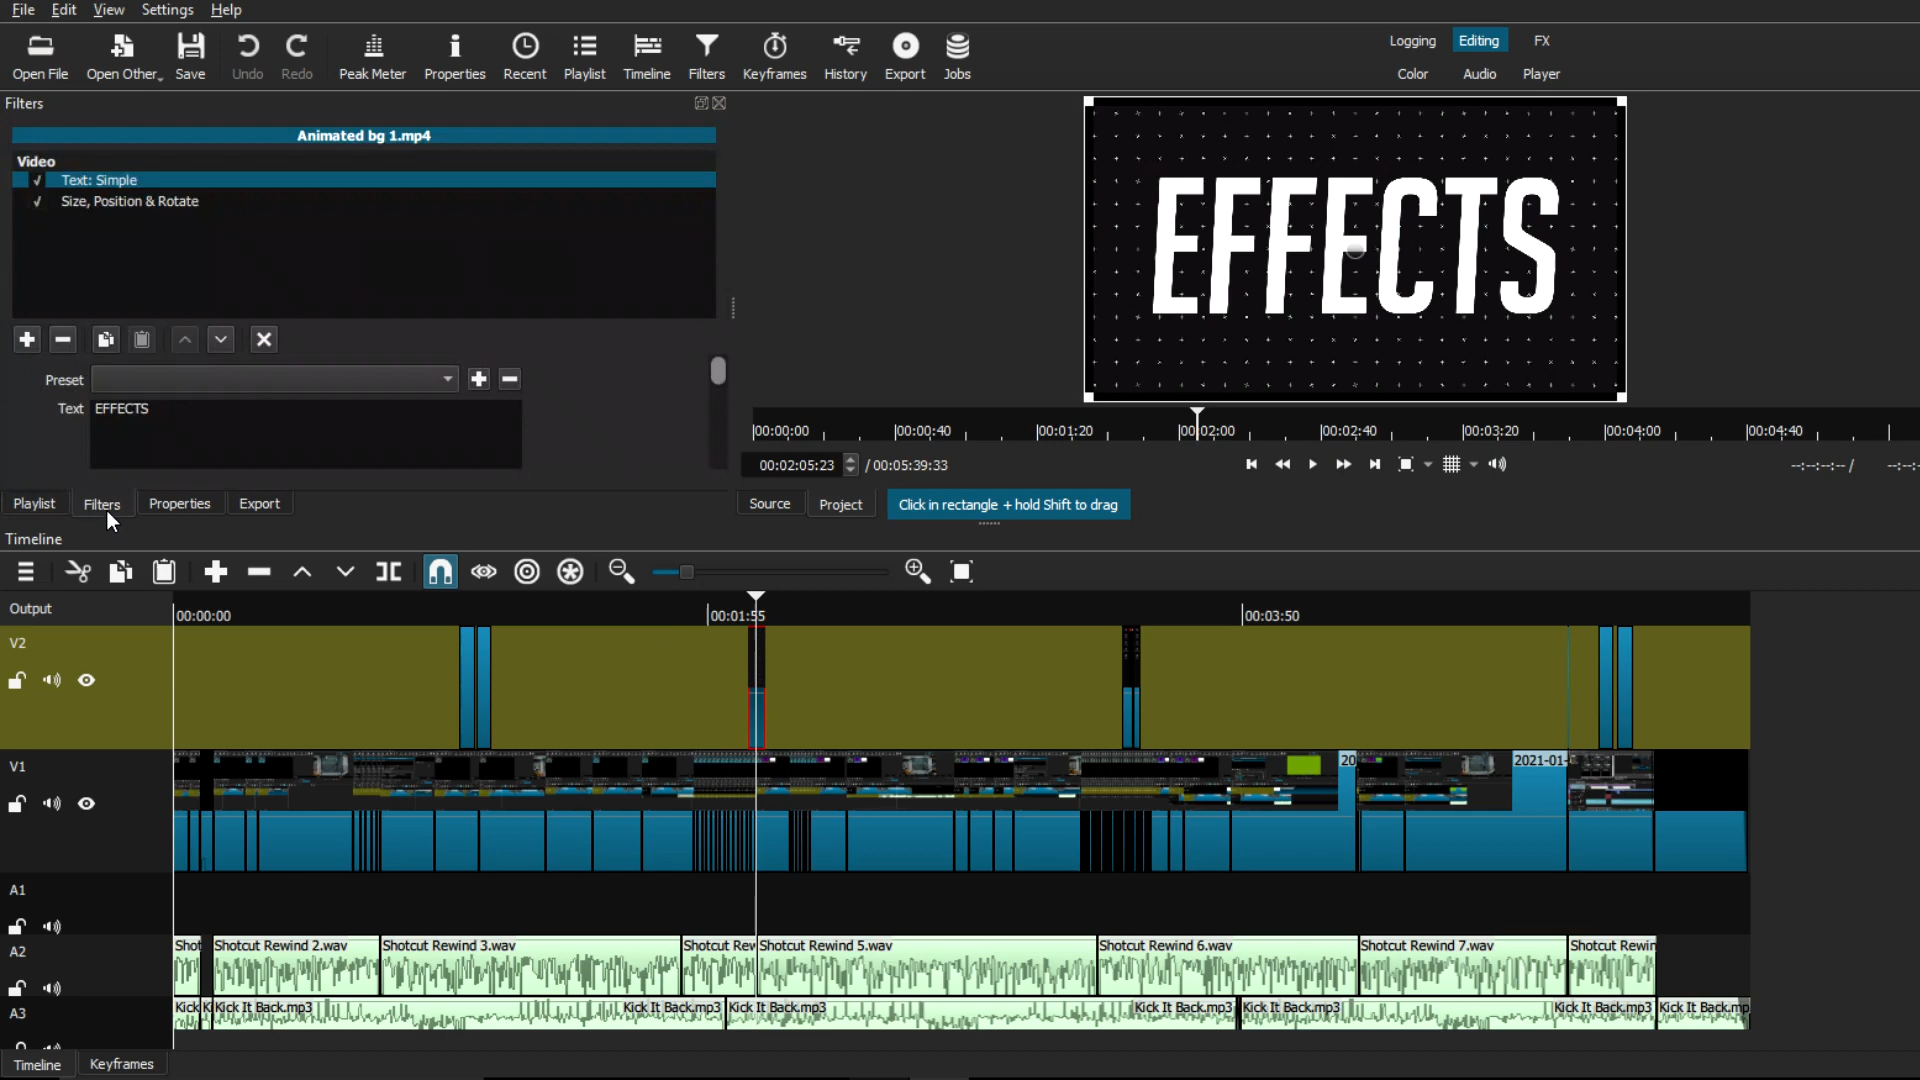 File Edit View Settings Help
Open File Open Other Save Undo Redo Peak Meter Properties Recent Playlist Timeline Filters Keyframes History Export Jobs
Logging Editing FX
Color Audio Player
Filters
Animated bg 1.mp4
Video
Text: Simple
Size, Position & Rotate
Preset
Text EFFECTS
EFFECTS
00:00:00 00:00:40 00:01:20 00:02:00 00:02:40 00:03:20 00:04:00 00:04:40
00:02:05:23 / 00:05:39:33
--:--:--:-- / --:--:-
Playlist Filters Properties Export
Source Project Click in rectangle + hold Shift to drag
Timeline
Output
00:00:00 00:01:55 00:03:50
V2
V1
20 2021-01-
A1
A2
Shot Shotcut Rewind 2.wav Shotcut Rewind 3.wav Shotcut Rew Shotcut Rewind 5.wav Shotcut Rewind 6.wav Shotcut Rewind 7.wav Shotcut Rewin
A3
Kick Ki Kick It Back.mp3 Kick It Back.mp3 Kick It Back.mp3 Kick It Back.mp3 Kick It Back.mp3 Kick It Back.mp3 Kick It Back.mp
Timeline Keyframes